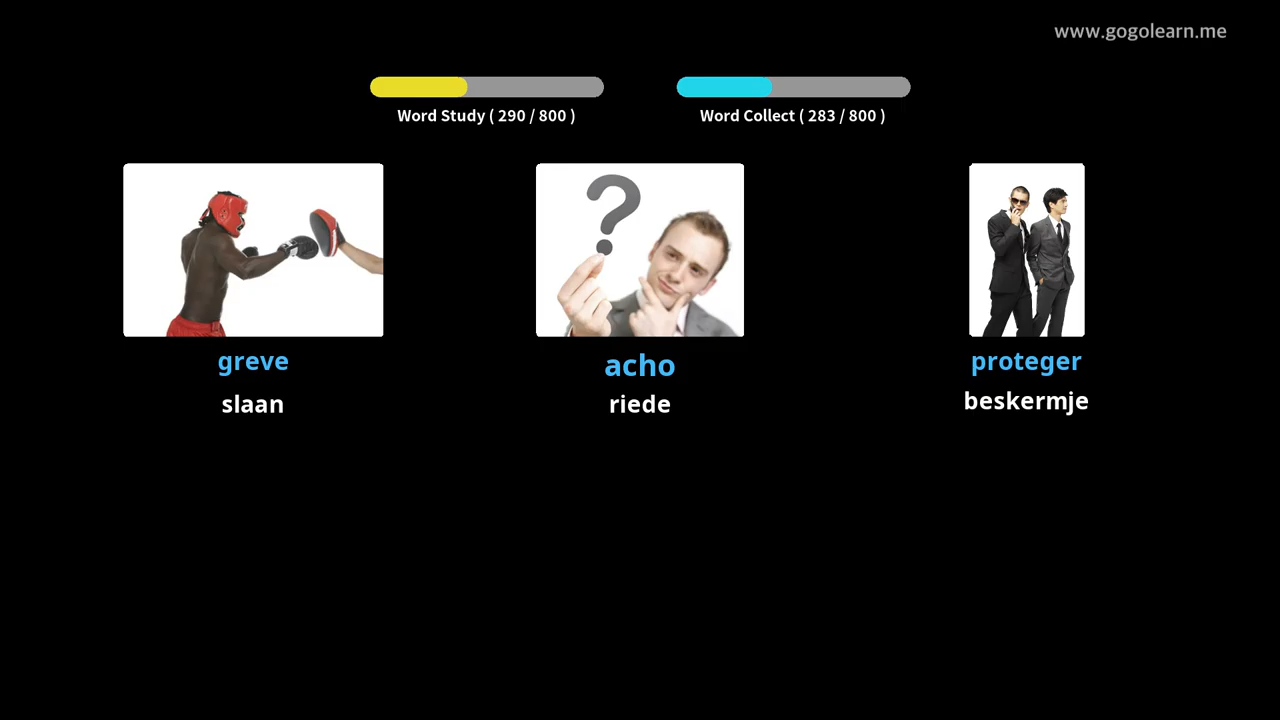 www.gogolearn.me
Word Study ( 290 / 800 )
Word Collect ( 283 / 800 )
greve
slaan
acho
riede
proteger
beskermje